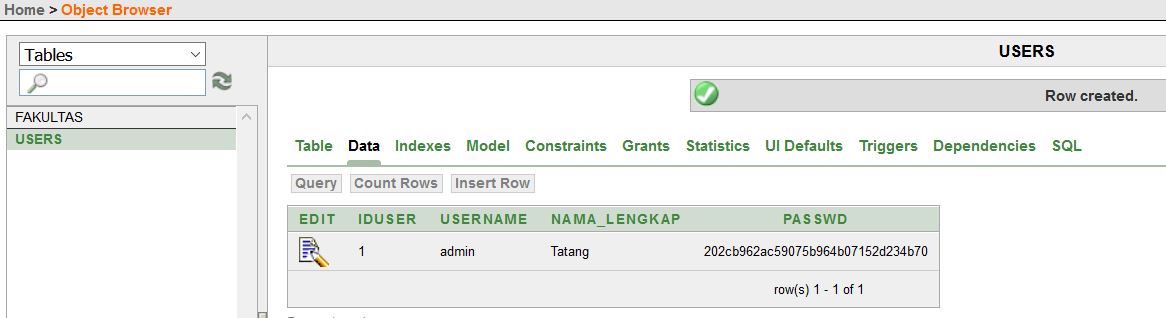 Home > Object Browser
Tables
FAKULTAS
USERS
USERS
Row created.
Table Data Indexes Model Constraints Grants Statistics UI Defaults Triggers Dependencies SQL
Query Count Rows Insert Row
EDIT IDUSER USERNAME NAMA_LENGKAP PASSWD
1 admin Tatang 202cb962ac59075b964b07152d234b70
row(s) 1 - 1 of 1